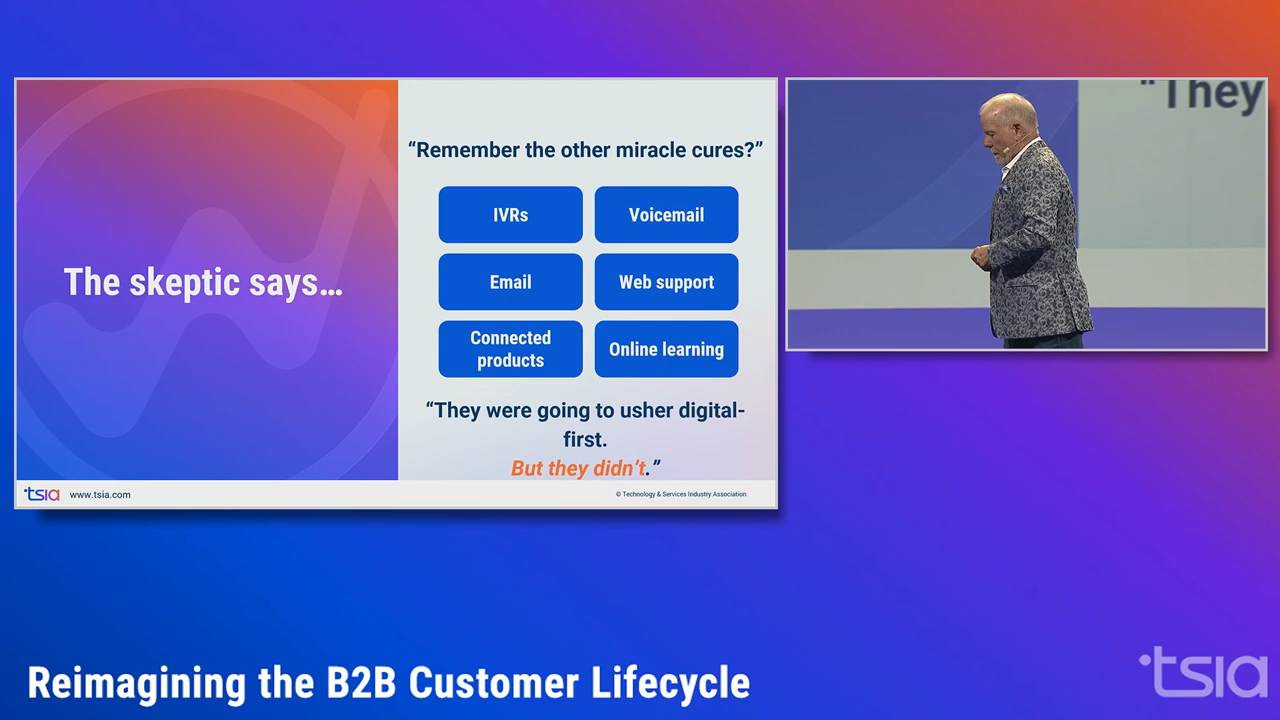 The skeptic says…
“Remember the other miracle cures?”
IVRs
Voicemail
Email
Web support
Connected
products
Online learning
“They were going to usher digital-
first.
But they didn’t.”
tsia
www.tsia.com
© Technology & Services Industry Association
“They
Reimagining the B2B Customer Lifecycle
tsia